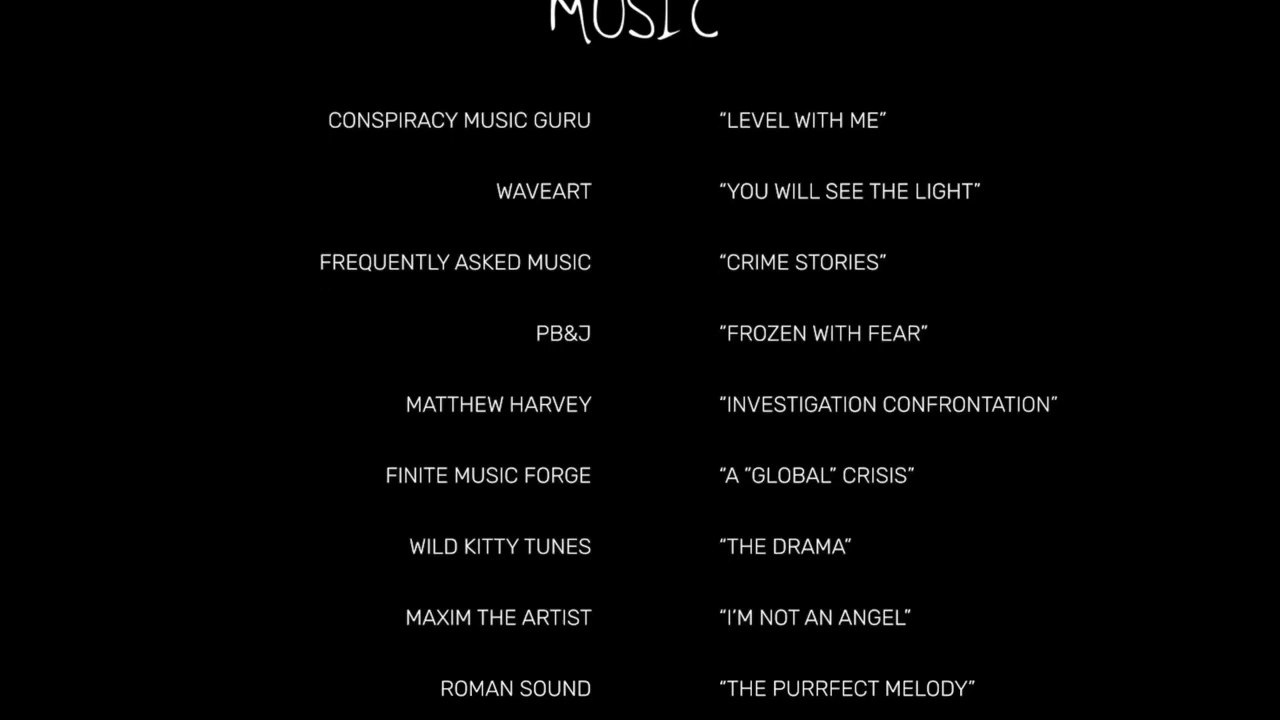 MUSIC
CONSPIRACY MUSIC GURU “LEVEL WITH ME”
WAVEART “YOU WILL SEE THE LIGHT”
FREQUENTLY ASKED MUSIC “CRIME STORIES”
PB&J “FROZEN WITH FEAR”
MATTHEW HARVEY “INVESTIGATION CONFRONTATION”
FINITE MUSIC FORGE “A ”GLOBAL” CRISIS”
WILD KITTY TUNES “THE DRAMA”
MAXIM THE ARTIST “I’M NOT AN ANGEL”
ROMAN SOUND “THE PURRFECT MELODY”